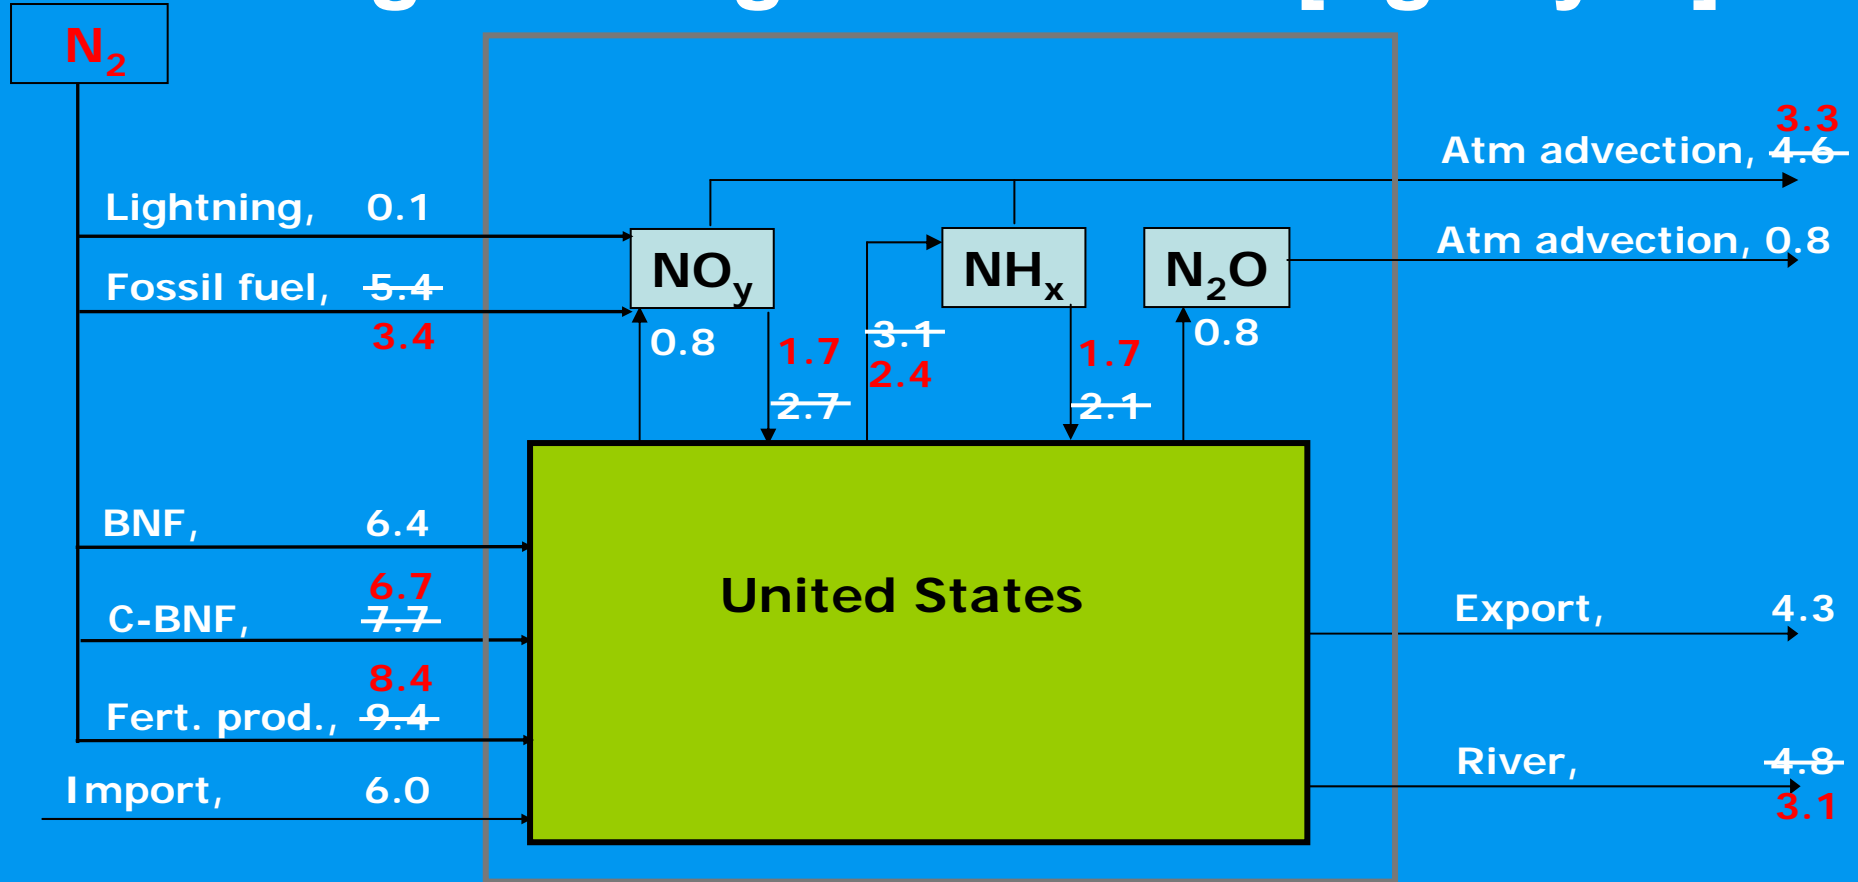 N₂
3.3
Atm advection, 4.6
Lightning, 0.1
Atm advection, 0.8
NOy
NHx
N₂O
Fossil fuel, 5.4
3.4
0.8
1.7
2.7
3.1
2.4
1.7
2.1
0.8
BNF, 6.4
6.7
C-BNF, 7.7
United States
Export, 4.3
8.4
Fert. prod., 9.4
River, 4.8
3.1
Import, 6.0